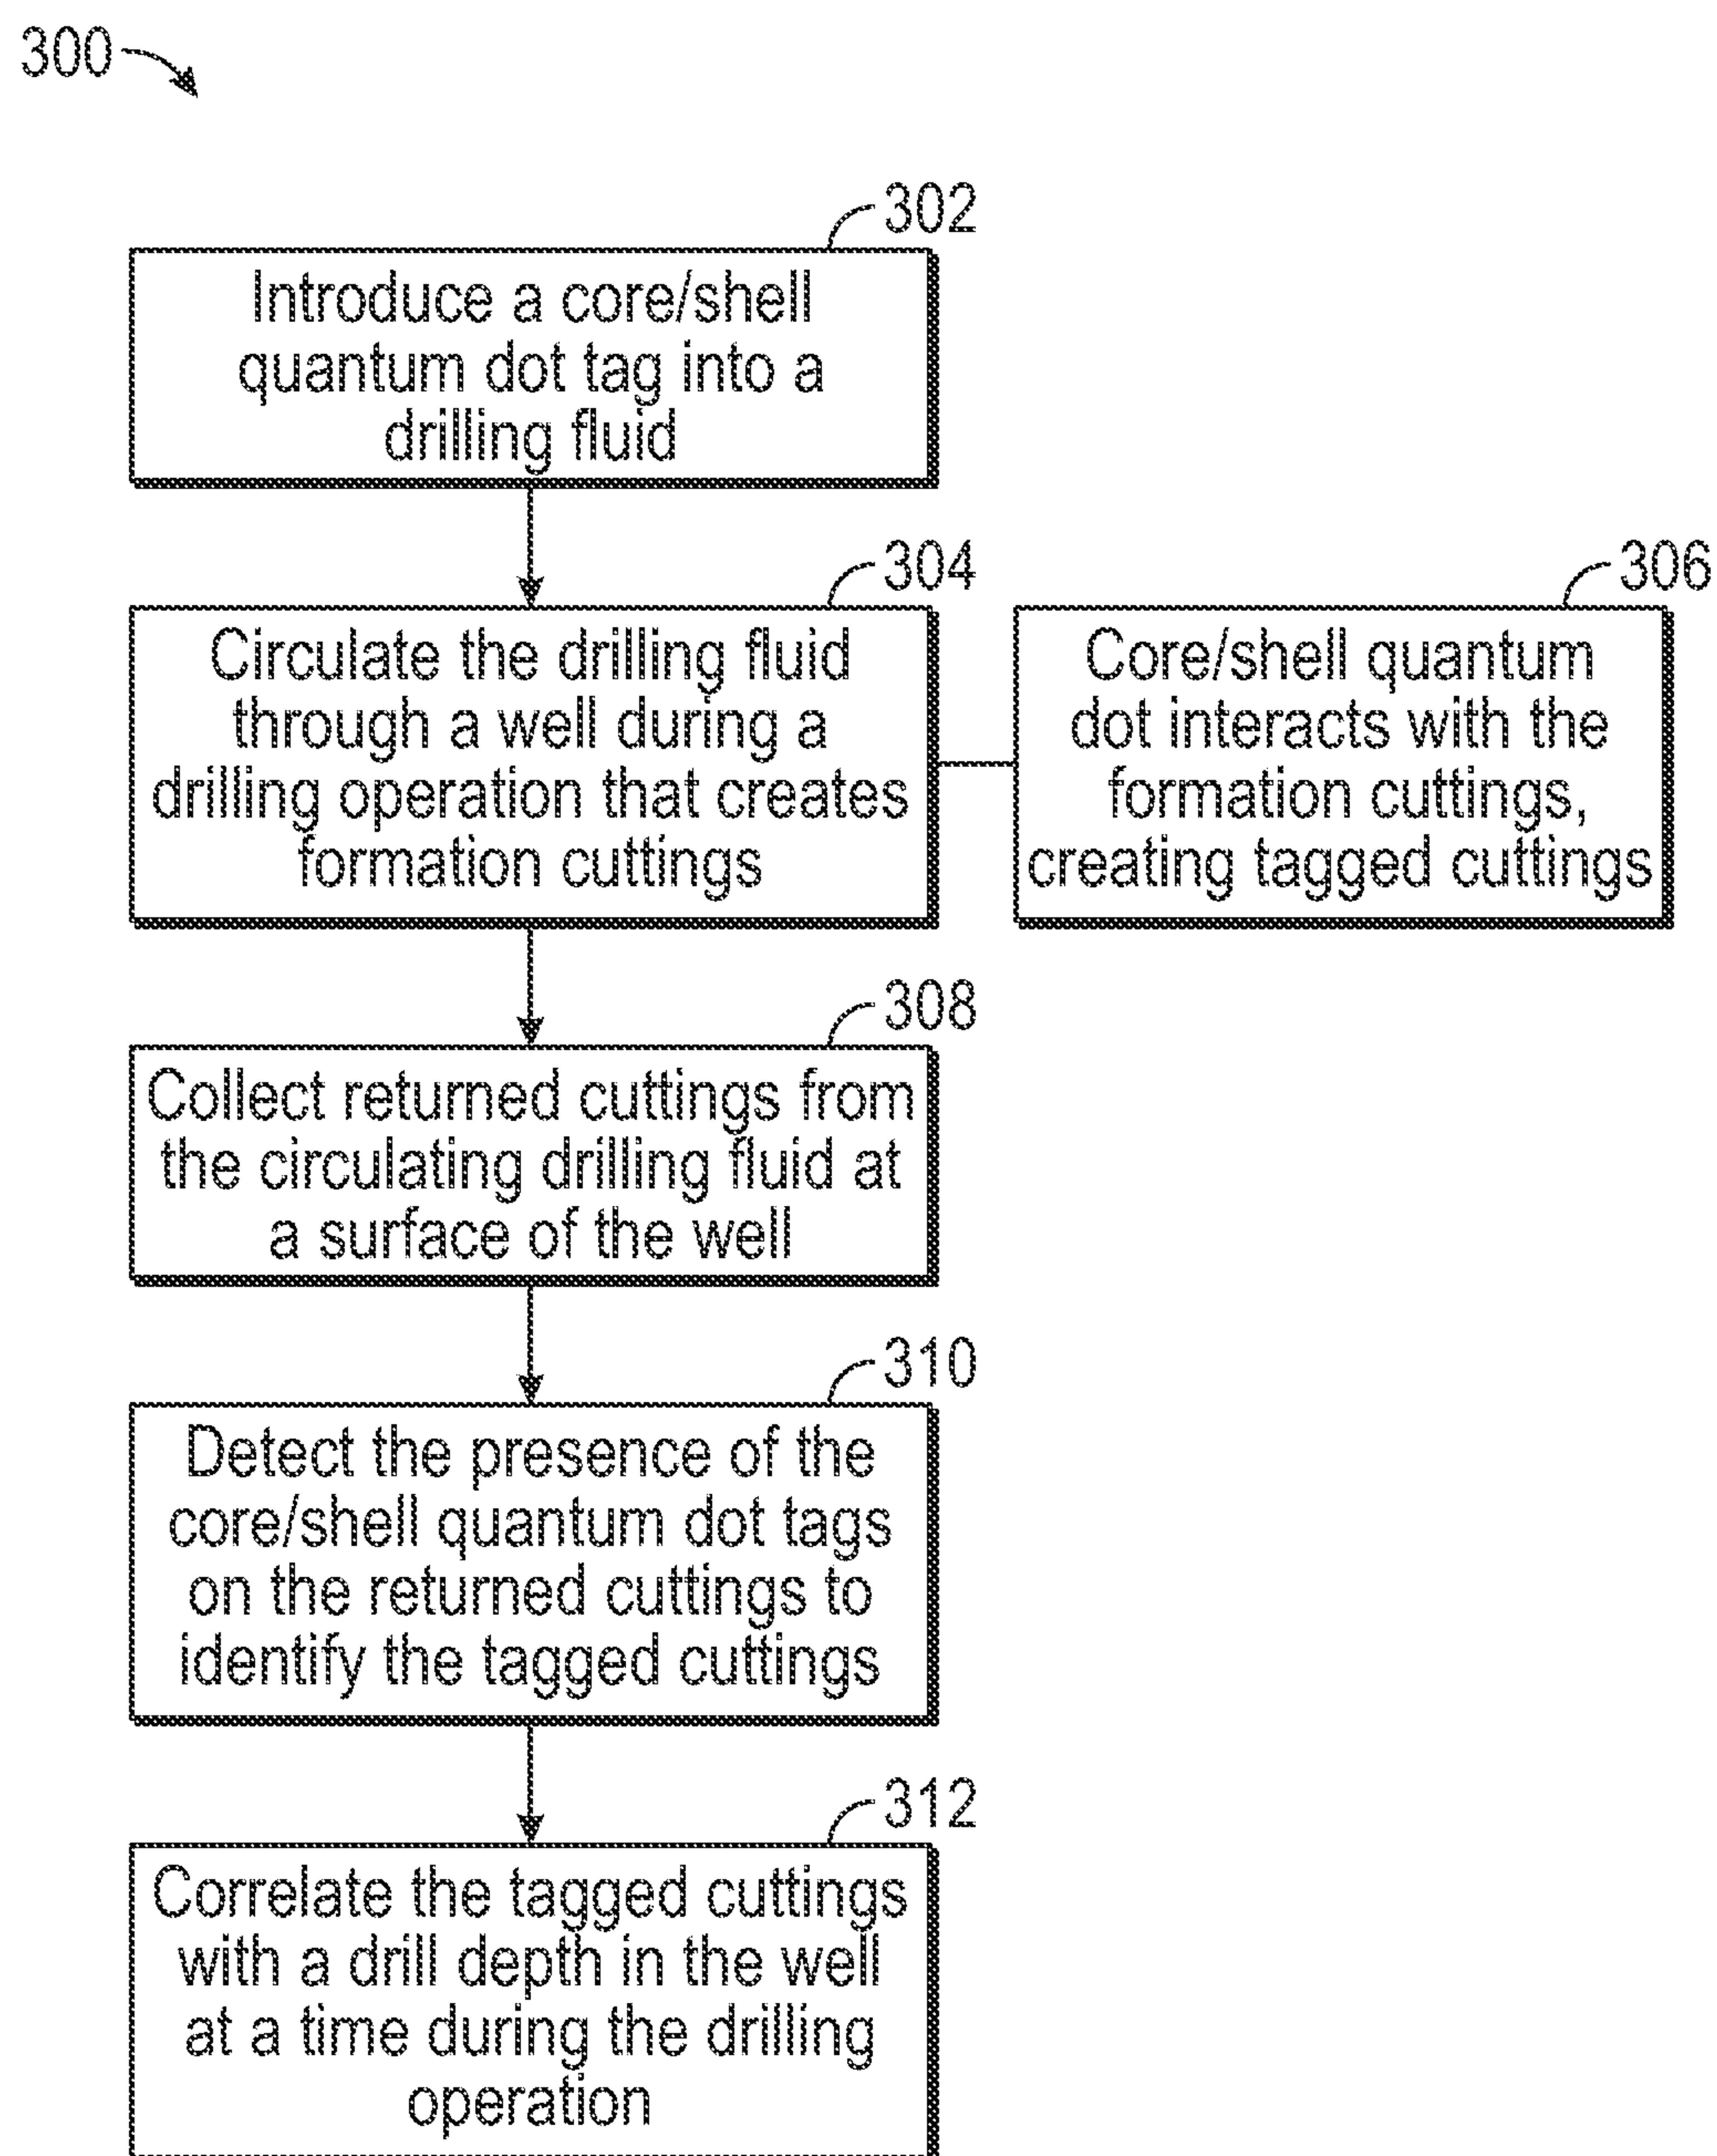 300
302
Introduce a core/shell
quantum dot tag into a
drilling fluid
304
Circulate the drilling fluid
through a well during a
drilling operation that creates
formation cuttings
306
Core/shell quantum
dot interacts with the
formation cuttings,
creating tagged cuttings
308
Collect returned cuttings from
the circulating drilling fluid at
a surface of the well
310
Detect the presence of the
core/shell quantum dot tags
on the returned cuttings to
identify the tagged cuttings
312
Correlate the tagged cuttings
with a drill depth in the well
at a time during the drilling
operation